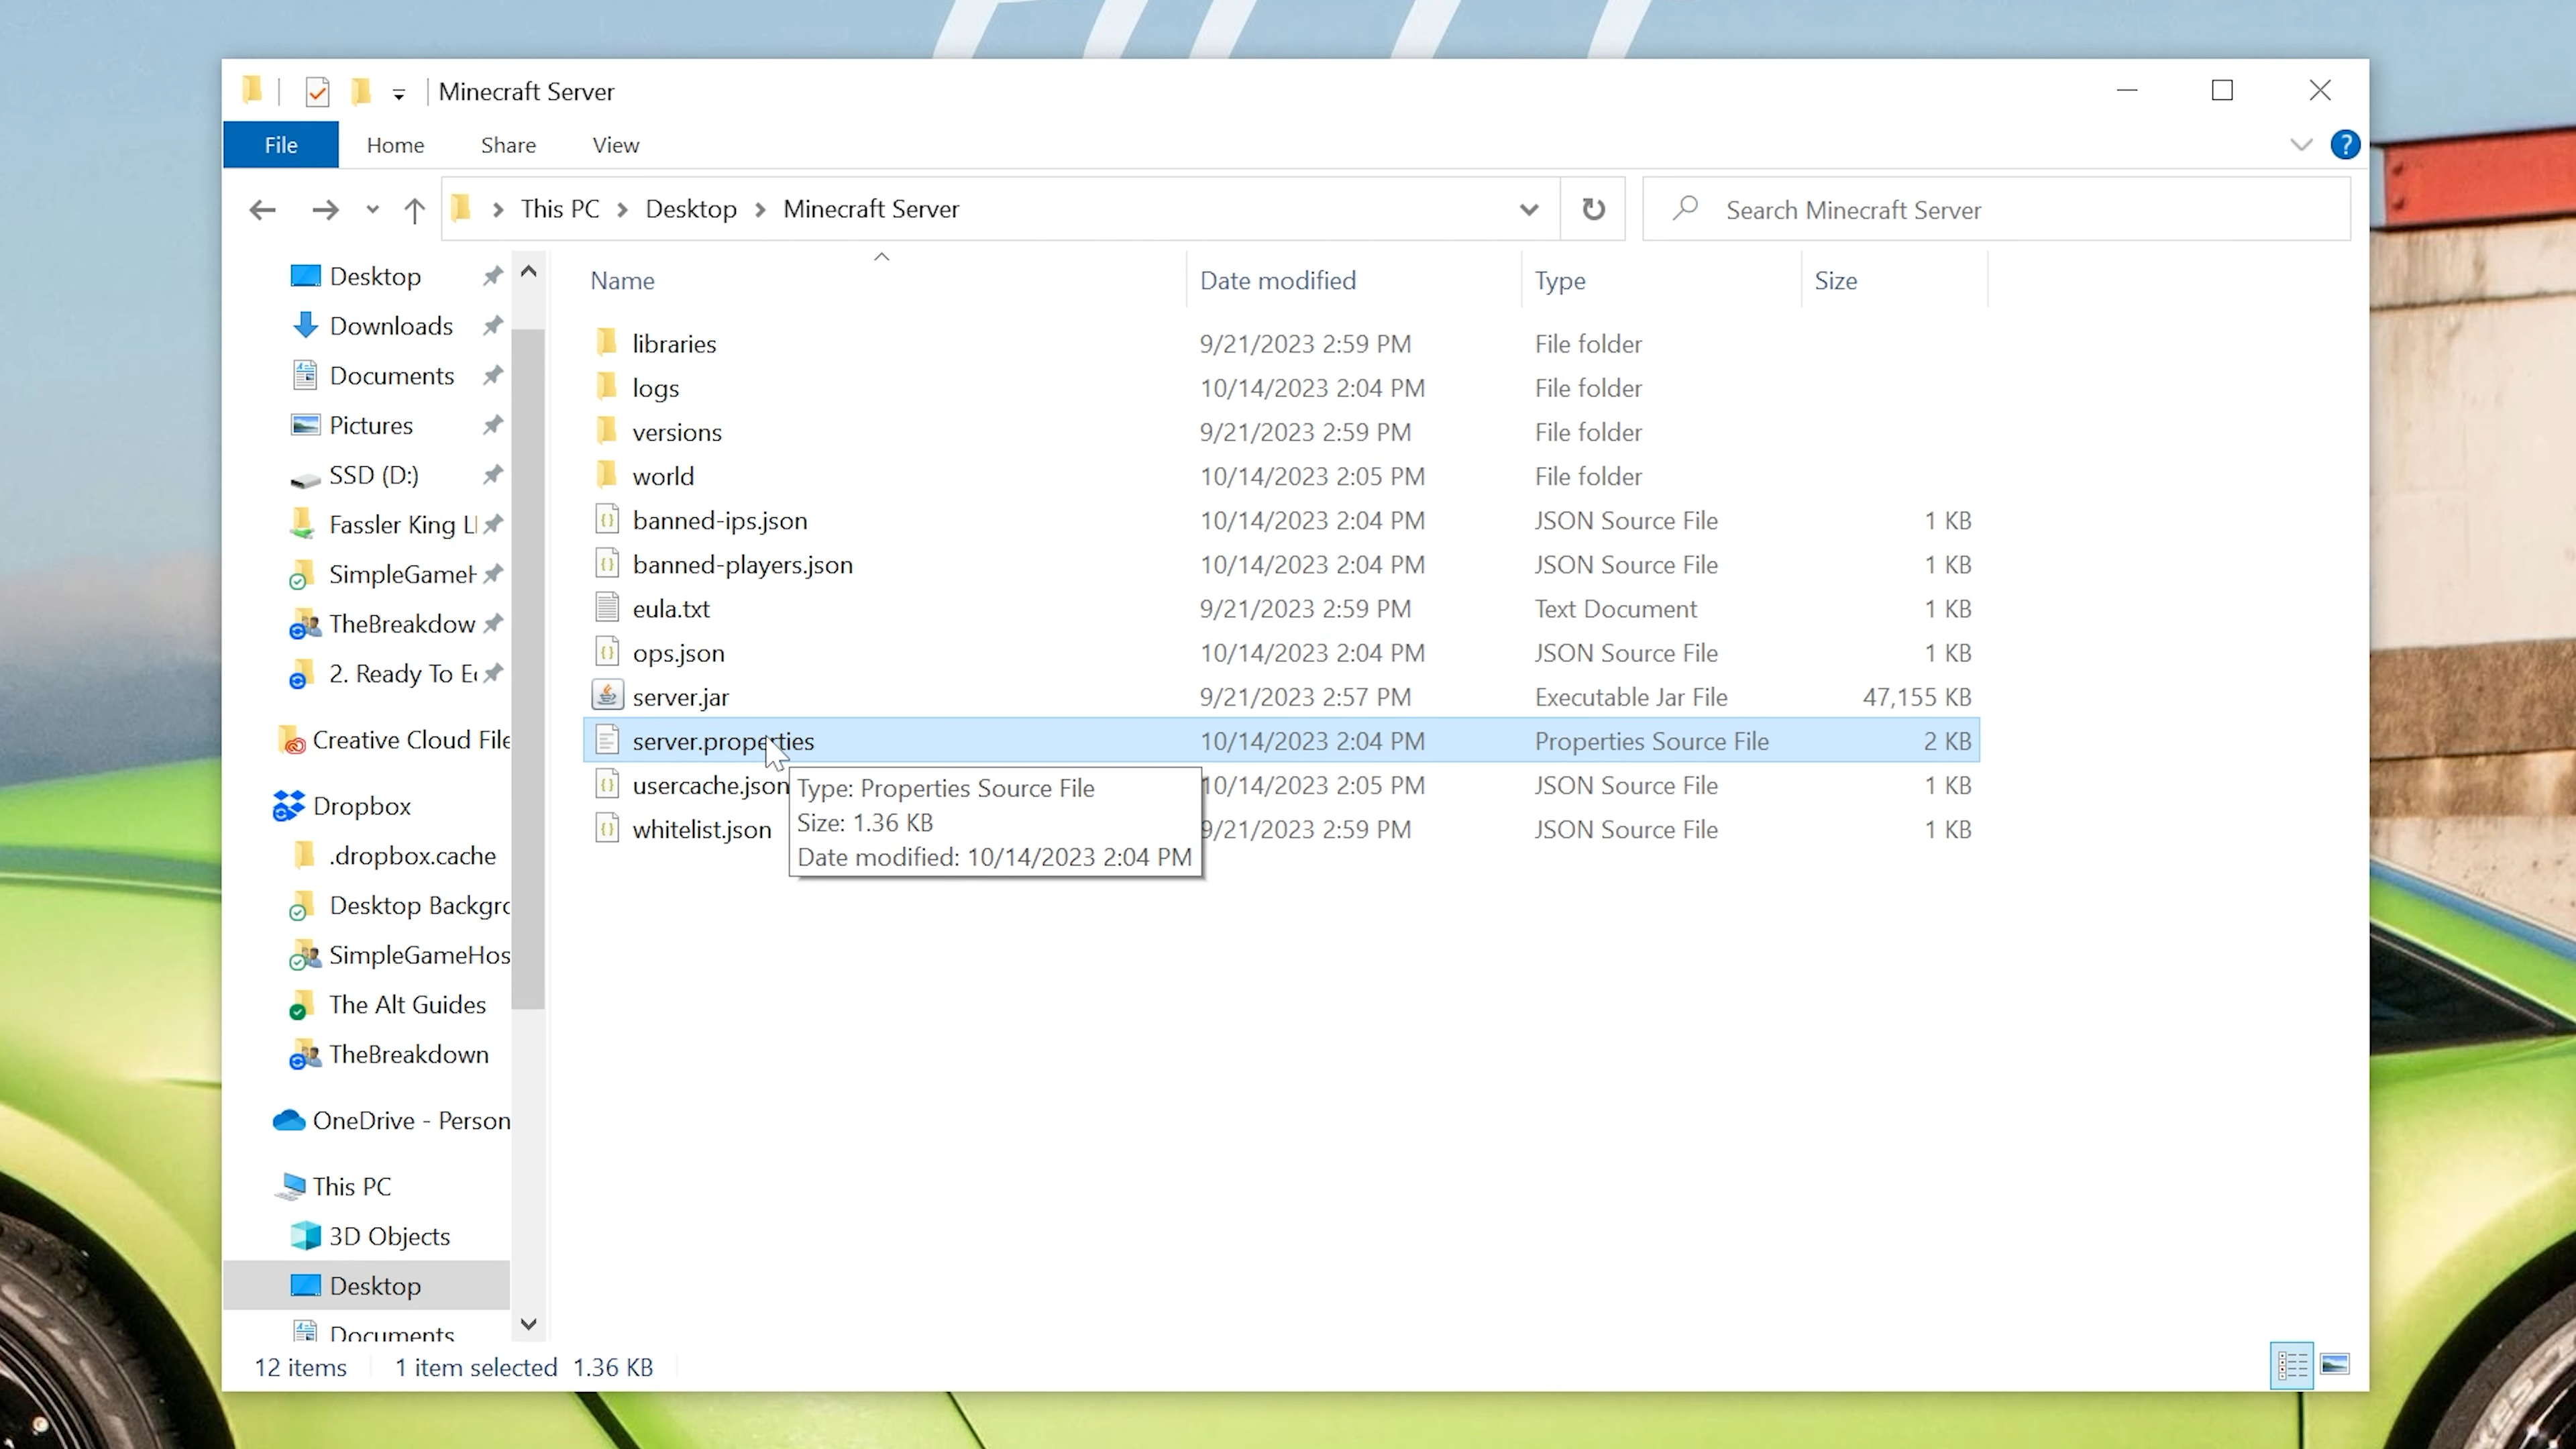 Minecraft Server
File Home Share View
This PC Desktop Minecraft Server Search Minecraft Server
Desktop
Downloads
Documents
Pictures
SSD (D:)
Fassler King Ll
SimpleGameH
TheBreakdow
2. Ready To Ec
Creative Cloud File
Dropbox
.dropbox.cache
Desktop Backgrc
SimpleGameHos
The Alt Guides
TheBreakdown
OneDrive - Person
This PC
3D Objects
Desktop
Documents
Name Date modified Type Size
libraries 9/21/2023 2:59 PM File folder
logs 10/14/2023 2:04 PM File folder
versions 9/21/2023 2:59 PM File folder
world 10/14/2023 2:05 PM File folder
banned-ips.json 10/14/2023 2:04 PM JSON Source File 1 KB
banned-players.json 10/14/2023 2:04 PM JSON Source File 1 KB
eula.txt 9/21/2023 2:59 PM Text Document 1 KB
ops.json 10/14/2023 2:04 PM JSON Source File 1 KB
server.jar 9/21/2023 2:57 PM Executable Jar File 47,155 KB
server.properties 10/14/2023 2:04 PM Properties Source File 2 KB
usercache.json 10/14/2023 2:05 PM JSON Source File 1 KB
whitelist.json 9/21/2023 2:59 PM JSON Source File 1 KB
Type: Properties Source File
Size: 1.36 KB
Date modified: 10/14/2023 2:04 PM
12 items 1 item selected 1.36 KB